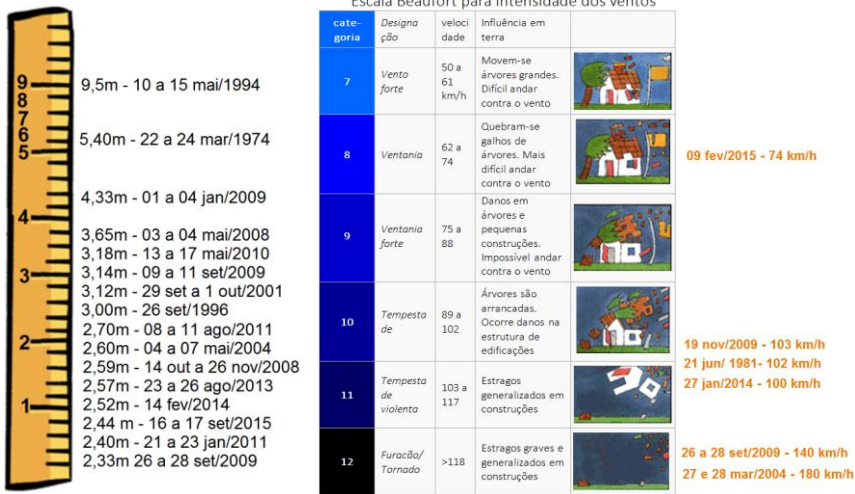 Escala Beaufort para intensidade dos ventos
9
8
7
6
5
4
3
2
1
9,5m - 10 a 15 mai/1994
5,40m - 22 a 24 mar/1974
4,33m - 01 a 04 jan/2009
3,65m - 03 a 04 mai/2008
3,18m - 13 a 17 mai/2010
3,14m - 09 a 11 set/2009
3,12m - 29 set a 1 out/2001
3,00m - 26 set/1996
2,70m - 08 a 11 ago/2011
2,60m - 04 a 07 mai/2004
2,59m - 14 out a 26 nov/2008
2,57m - 23 a 26 ago/2013
2,52m - 14 fev/2014
2,44 m - 16 a 17 set/2015
2,40m - 21 a 23 jan/2011
2,33m 26 a 28 set/2009
cate-
goria
Designa
ção
veloci
dade
Influência em
terra
7
Vento
forte
50 a
61
km/h
Movem-se
árvores grandes.
Difícil andar
contra o vento
8
Ventania
62 a
74
Quebram-se
galhos de
árvores. Mais
difícil andar
contra o vento
9
Ventania
forte
75 a
88
Danos em
árvores e
pequenas
construções.
Impossível andar
contra o vento
10
Tempesta
de
89 a
102
Árvores são
arrancadas.
Ocorre danos na
estrutura de
edificações
11
Tempesta
de
violenta
103 a
117
Estragos
generalizados em
construções
12
Furacão/
Tornado
>118
Estragos graves e
generalizados em
construções
09 fev/2015 - 74 km/h
19 nov/2009 - 103 km/h
21 jun/ 1981- 102 km/h
27 jan/2014 - 100 km/h
26 a 28 set/2009 - 140 km/h
27 e 28 mar/2004 - 180 km/h